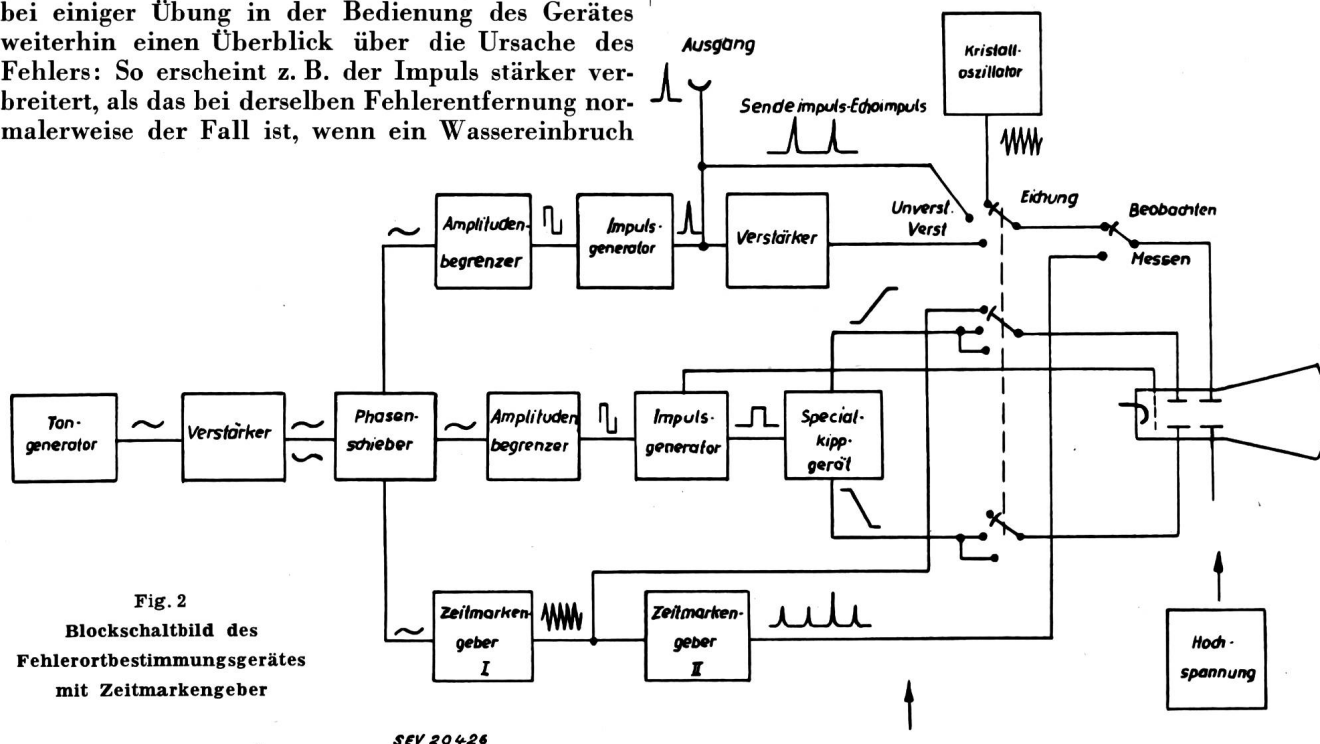 bei einiger Übung in der Bedienung des Gerätes
weiterhin einen Überblick über die Ursache des
Fehlers: So erscheint z. B. der Impuls stärker ver-
breitert, als das bei derselben Fehlerentfernung nor-
malerweise der Fall ist, wenn ein Wassereinbruch
Ausgang
Sendeimpuls-Echoimpuls
Kristall-
oszillator
Amplituden-
begrenzer
Impuls-
generator
Verstärker
Unverst.
Verst
Eichung
Beobachten
Messen
Ton-
generator
Verstärker
Phasen-
schieber
Amplituden
begrenzer
Impuls-
generator
Special-
kipp-
gerät
Zeitmarken-
geber
I
Zeitmarken-
geber
II
Hoch-
spannung
Fig. 2
Blockschaltbild des
Fehlerortbestimmungsgerätes
mit Zeitmarkengeber
SEV 20426